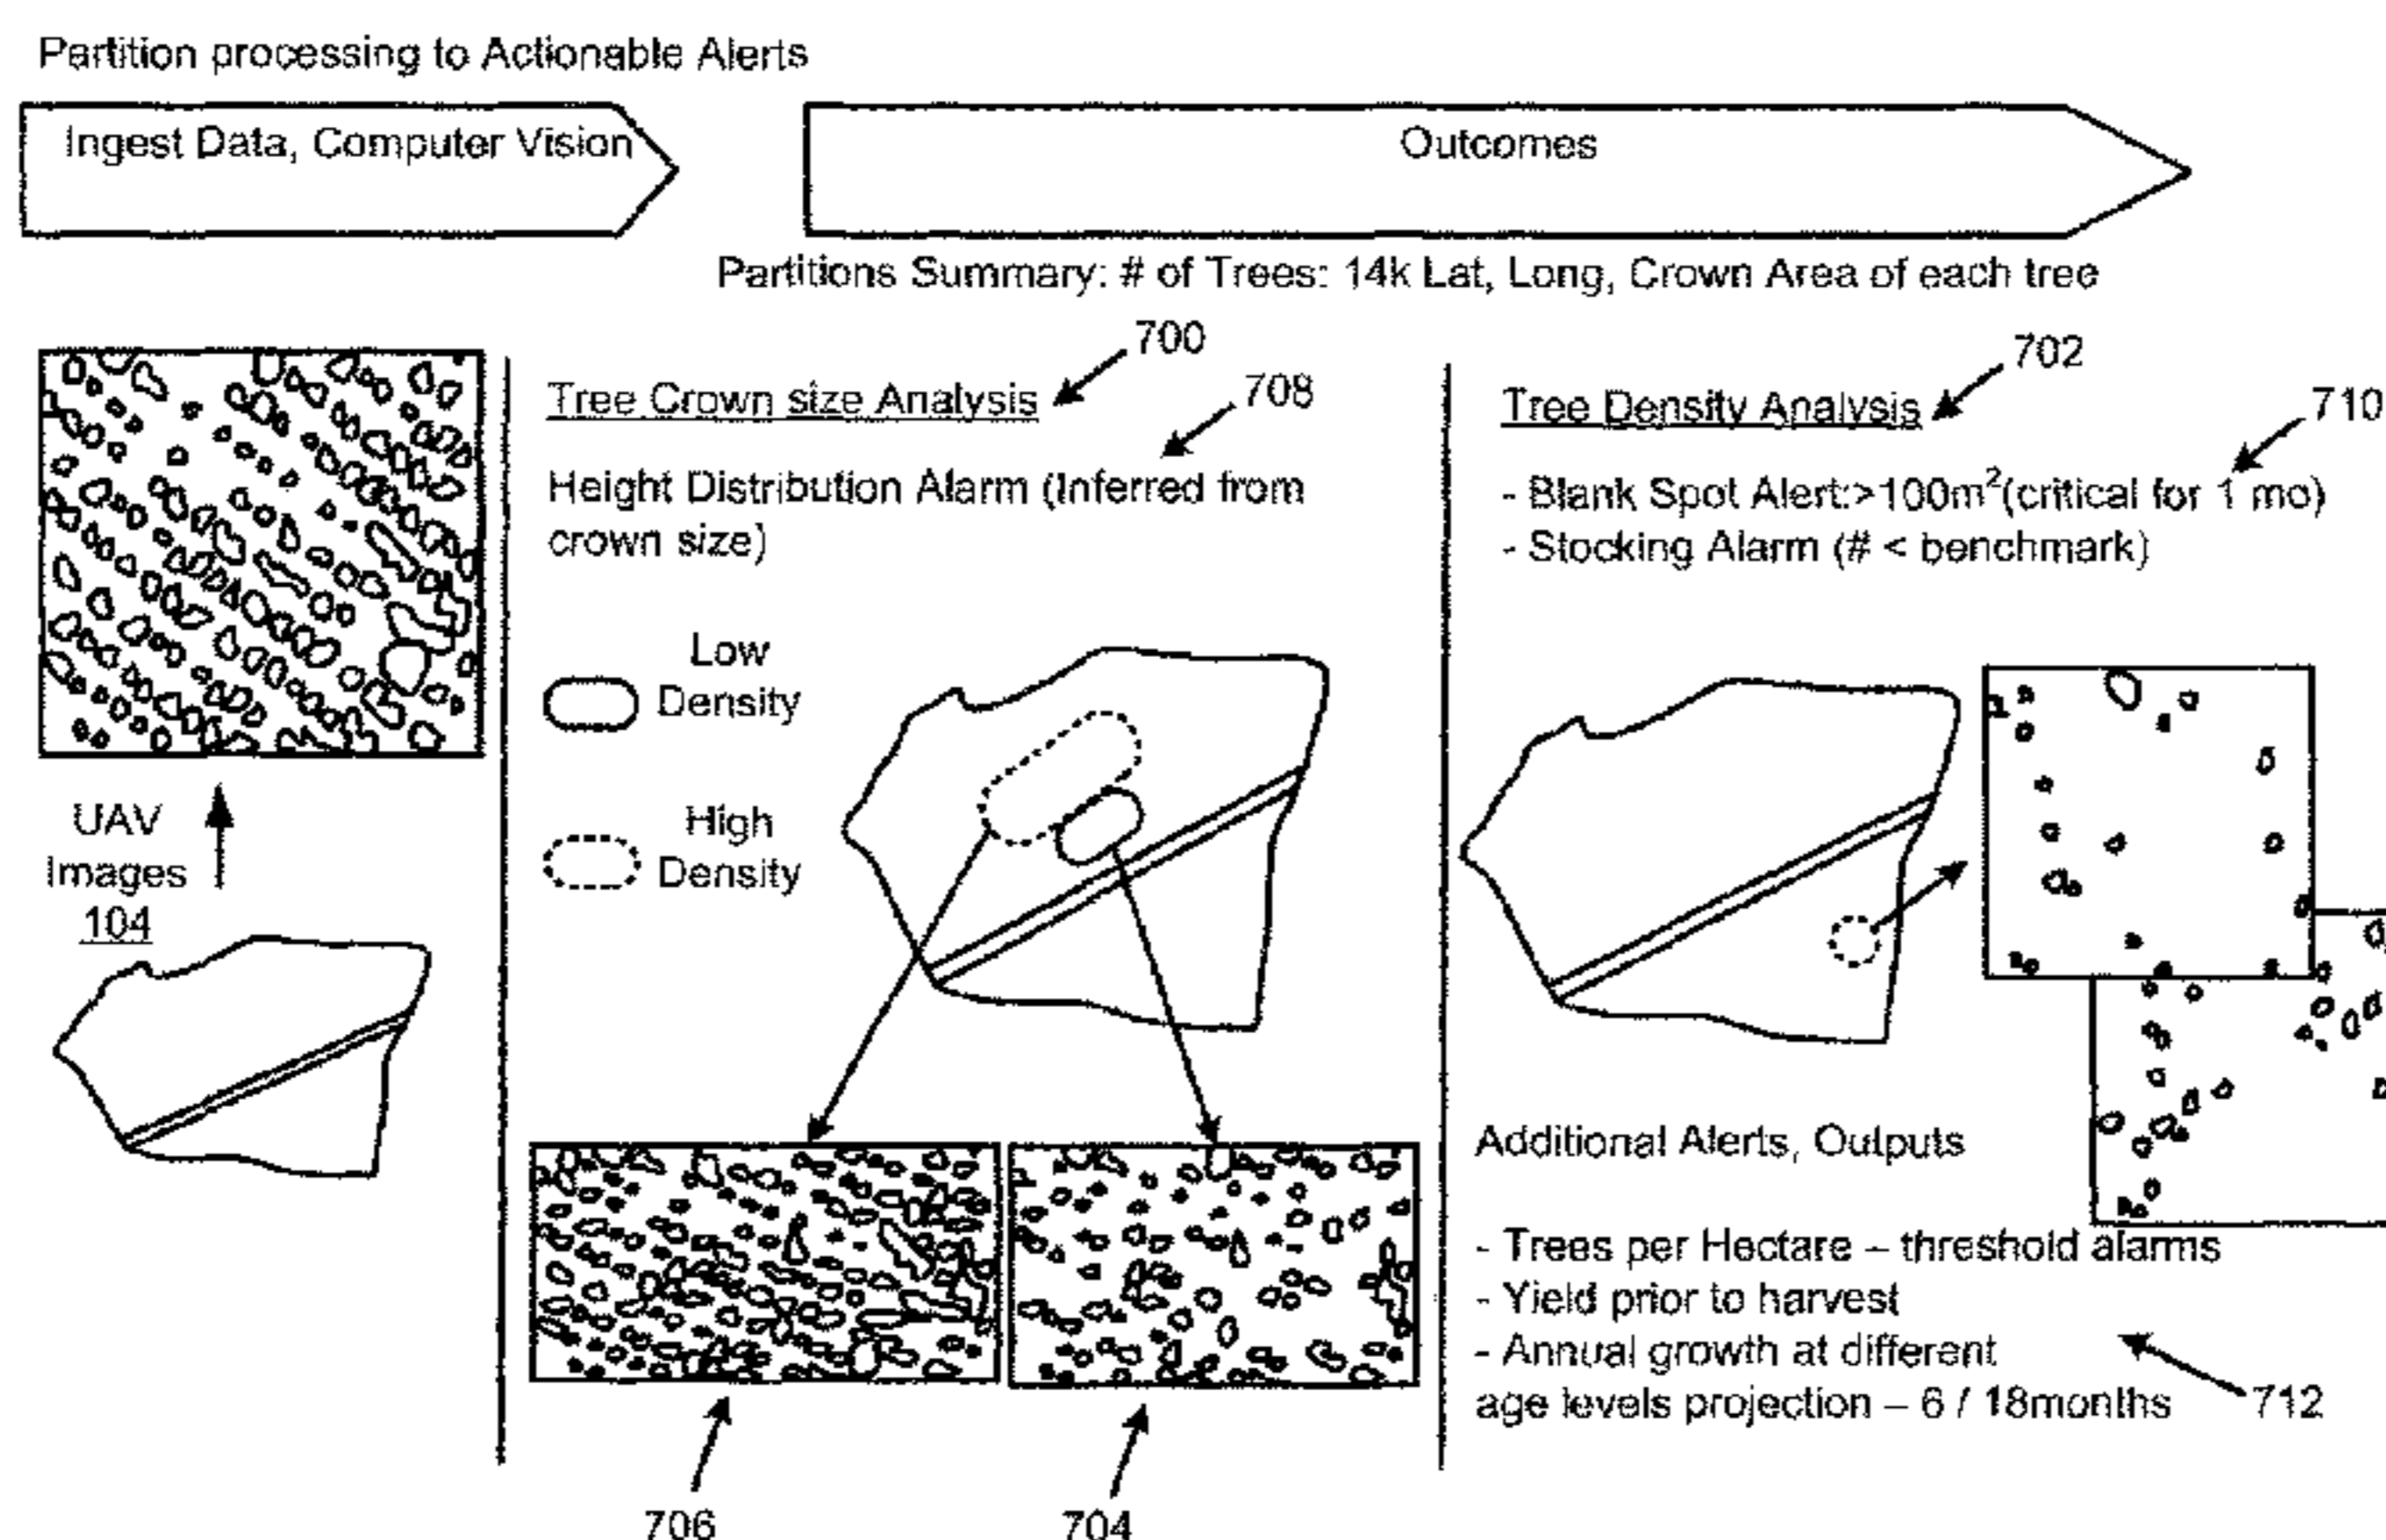 Partition processing to Actionable Alerts
Ingest Data, Computer Vision
Outcomes
Partitions Summary: # of Trees: 14k Lat, Long, Crown Area of each tree
700
Tree Crown size Analysis
708
Height Distribution Alarm (Inferred from
crown size)
Low
Density
High
Density
UAV
Images
104
706
704
702
Tree Density Analysis
710
- Blank Spot Alert:>100m²(critical for 1 mo)
- Stocking Alarm (# < benchmark)
Additional Alerts, Outputs
- Trees per Hectare – threshold alarms
- Yield prior to harvest
- Annual growth at different
age levels projection – 6 / 18months
712